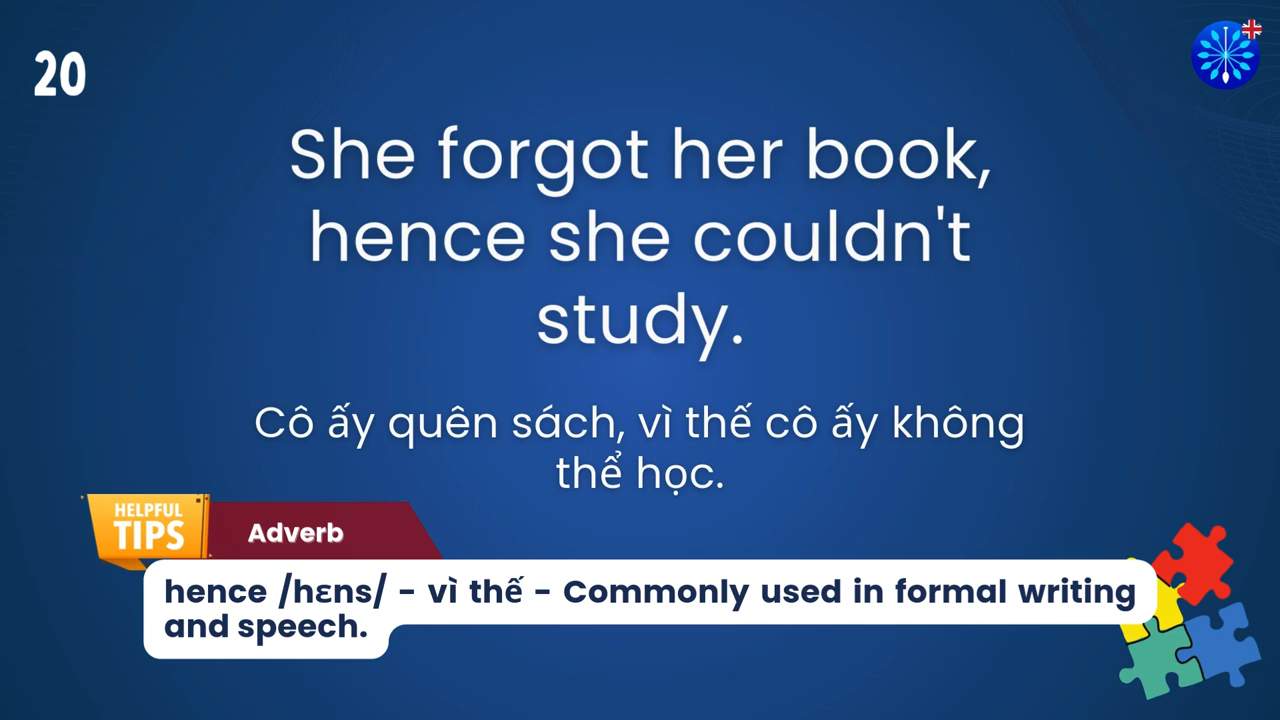 20
She forgot her book,
hence she couldn't
study.
Cô ấy quên sách, vì thế cô ấy không
thể học.
HELPFUL
TIPS
Adverb
hence /hɛns/ - vì thế - Commonly used in formal writing
and speech.